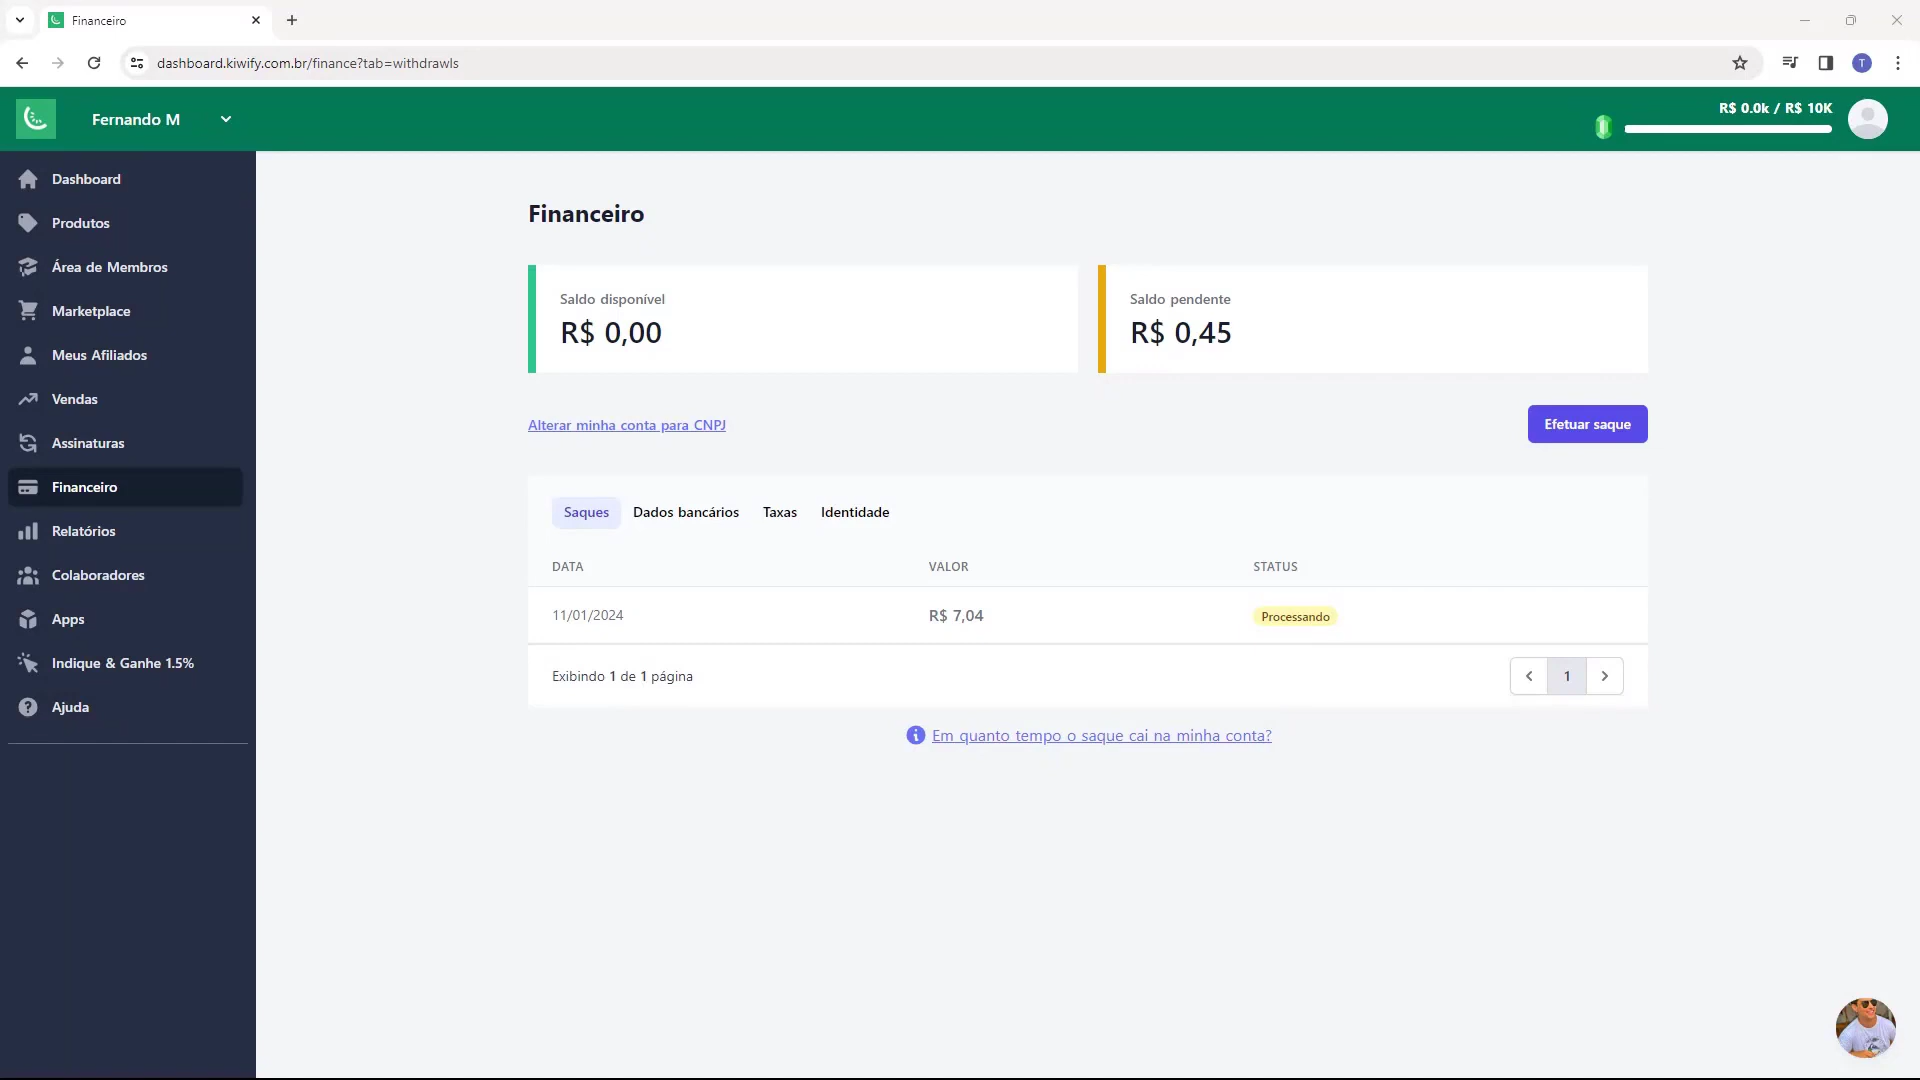 Financeiro
dashboard.kiwify.com.br/finance?tab=withdrawls
T
Fernando M
R$ 0.0k / R$ 10K
Dashboard
Produtos
Área de Membros
Marketplace
Meus Afiliados
Vendas
Assinaturas
Financeiro
Relatórios
Colaboradores
Apps
Indique & Ganhe 1.5%
Ajuda
Financeiro
Saldo disponível
R$ 0,00
Saldo pendente
R$ 0,45
Alterar minha conta para CNPJ
Efetuar saque
Saques Dados bancários Taxas Identidade
DATA VALOR STATUS
11/01/2024 R$ 7,04 Processando
Exibindo 1 de 1 página
1
Em quanto tempo o saque cai na minha conta?